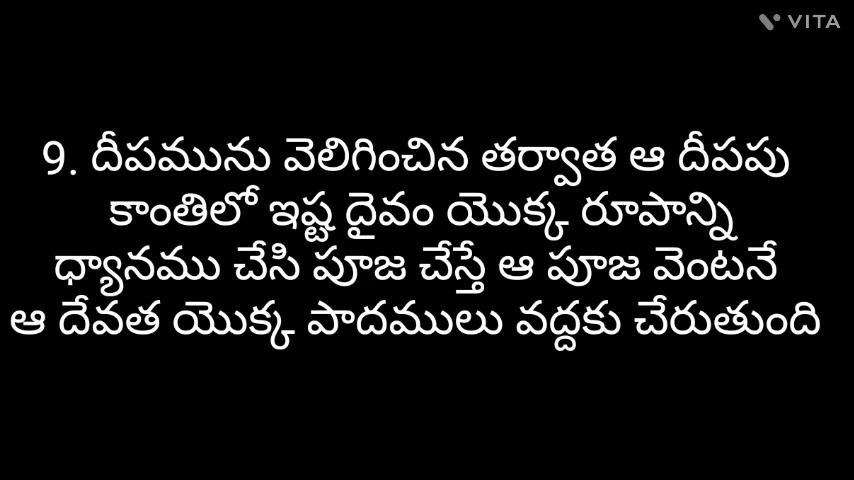 VITA
9. దీపమును వెలిగించిన తర్వాత ఆ దీపపు
కాంతిలో ఇష్ట దైవం యొక్క రూపాన్ని
ధ్యానము చేసి పూజ చేస్తే ఆ పూజ వెంటనే
ఆ దేవత యొక్క పాదములు వద్దకు చేరుతుంది